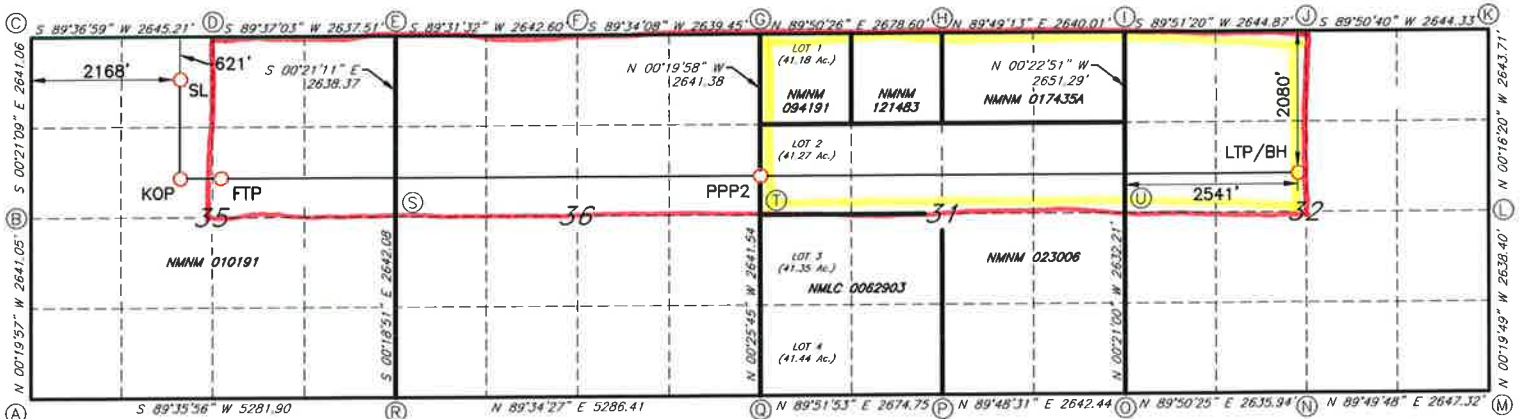 C D E F G H I J K
S 89°36'59" W 2645.21' S 89°37'03" W 2637.51' S 89°31'32" W 2642.60' S 89°34'08" W 2639.45' N 89°50'26" E 2678.60' N 89°49'13" E 2640.01' S 89°51'20" W 2644.87' S 89°50'40" W 2644.33'
S 00°21'09" E 2641.06'
2168'
621'
SL
S 00°21'11" E
2638.37
N 00°19'58" W
2641.38
LOT 1
(41.18 Ac.)
NMNM
094191
NMNM
121483
N 00°22'51" W
2651.29'
NMNM 017435A
2080'
N 00°16'20" W 2643.71'
LOT 2
(41.27 Ac.)
LTP/BH
KOP
FTP
PPP2
2541'
B 35 S 36 T 31 U 32 L
N 00°19'57" W 2641.05'
NMNM 010191
S 00°18'51" E 2642.08
N 00°25'45" W 2641.54
LOT 3
(41.35 Ac.)
NMLC 0062903
NMNM 023006
N 00°21'00" W 2632.21'
N 00°19'49" W 2638.40'
LOT 4
(41.44 Ac.)
A S 89°35'56" W 5281.90 R N 89°34'27" E 5286.41 Q N 89°51'53" E 2674.75 P N 89°48'31" E 2642.44 O N 89°50'25" E 2635.94' N N 89°49'48" E 2647.32' M